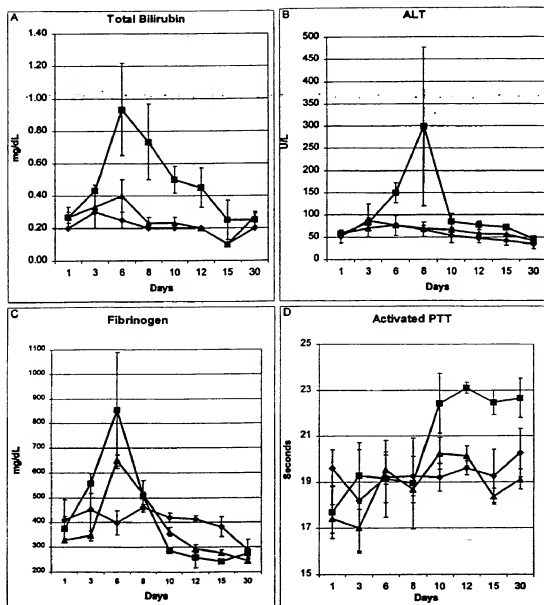 A
Total Bilirubin
1.40
1.20
1.00
0.80
0.60
0.40
0.20
0.00
mg/dL
1 3 6 8 10 12 15 30
Days
B
ALT
500
450
400
350
300
250
200
150
100
50
0
U/L
1 3 6 8 10 12 15 30
Days
C
Fibrinogen
1100
1000
900
800
700
600
500
400
300
200
mg/dL
1 3 6 8 10 12 15 30
Days
D
Activated PTT
25
23
21
19
17
15
Seconds
1 3 6 8 10 12 15 30
Days